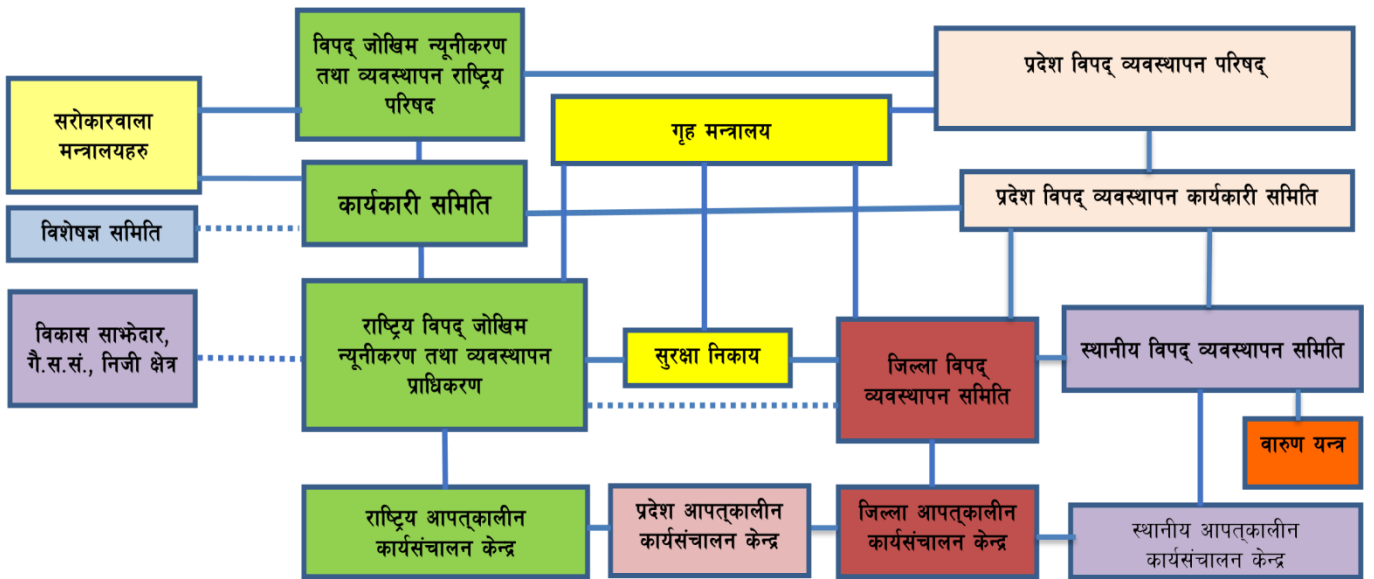 विपद् जोखिम न्यूनीकरण
तथा व्यवस्थापन राष्ट्रिय
परिषद
प्रदेश विपद् व्यवस्थापन परिषद्
सरोकारवाला
मन्त्रालयहरु
गृह मन्त्रालय
कार्यकारी समिति
प्रदेश विपद् व्यवस्थापन कार्यकारी समिति
विशेषज्ञ समिति
विकास साझेदार,
गै.स.सं., निजी क्षेत्र
राष्ट्रिय विपद् जोखिम
न्यूनीकरण तथा व्यवस्थापन
प्राधिकरण
सुरक्षा निकाय
जिल्ला विपद्
व्यवस्थापन समिति
स्थानीय विपद् व्यवस्थापन समिति
वारुण यन्त्र
राष्ट्रिय आपत्‌कालीन
कार्यसंचालन केन्द्र
प्रदेश आपत्‌कालीन
कार्यसंचालन केन्द्र
जिल्ला आपत्‌कालीन
कार्यसंचालन केन्द्र
स्थानीय आपत्‌कालीन
कार्यसंचालन केन्द्र